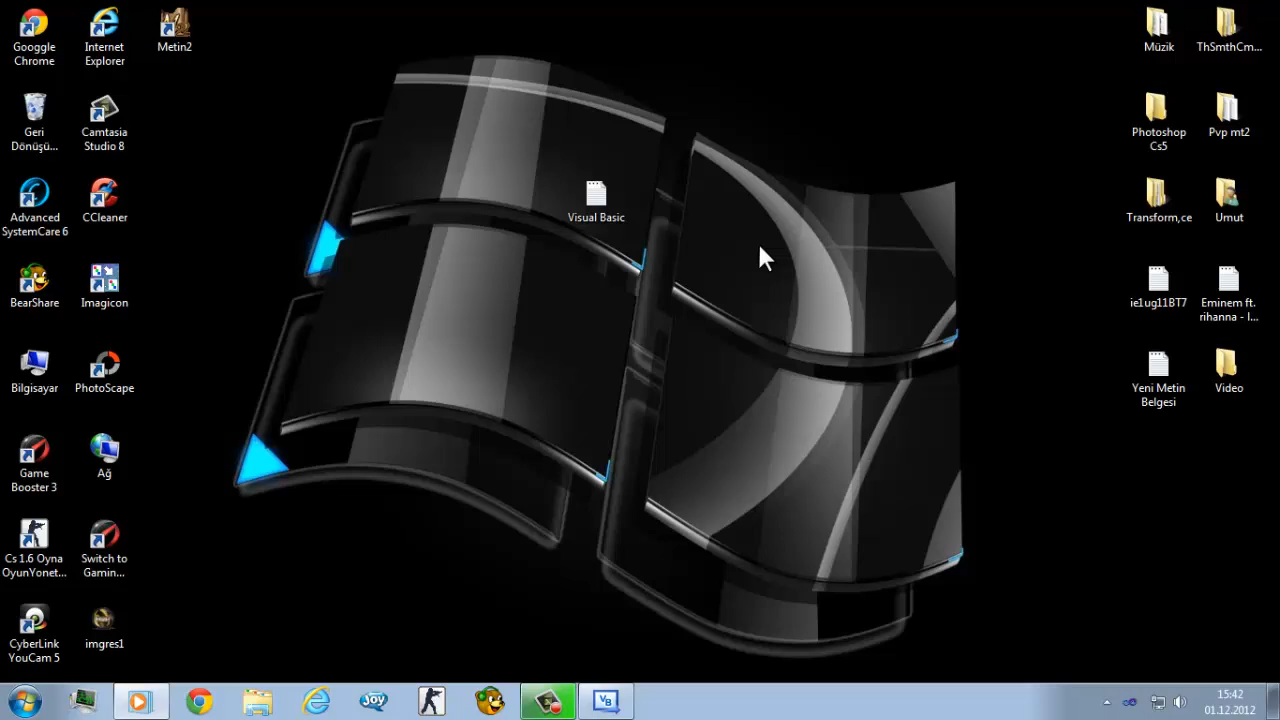 Googgle
Chrome
Internet
Explorer
Metin2
Geri
Dönüşü...
Camtasia
Studio 8
Advanced
SystemCare 6
CCleaner
BearShare
Imagicon
Bilgisayar
PhotoScape
Game
Booster 3
Ağ
Cs 1.6 Oyna
OyunYonet...
Switch to
Gamin...
CyberLink
YouCam 5
imgres1
Visual Basic
Müzik
ThSmthCm...
Photoshop
Cs5
Pvp mt2
Transform,ce
Umut
ie1ug11BT7
Eminem ft.
rihanna - I...
Yeni Metin
Belgesi
Video
Joy
VB
15:42
01.12.2012